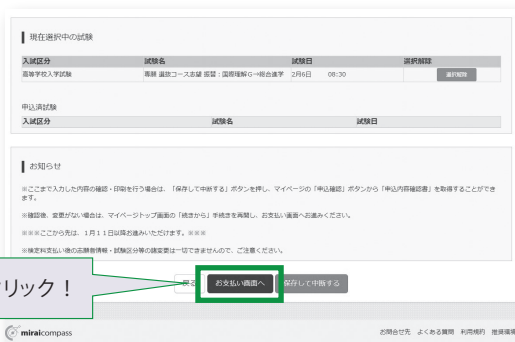 現在選択中の試験
入試区分 試験名 試験日 選択解除
高等学校入学試験 専願 選抜コース志望 振替：国際理解G→総合進学 2月6日 08:30 選択解除
申込済試験
入試区分 試験名 試験日
お知らせ
※ここまで入力した内容の確認・印刷を行う場合は、「保存して中断する」ボタンを押し、マイページの「申込確認」ボタンから「申込内容確認書」を取得することができ
ます。
※確認後、変更がない場合は、マイページトップ画面の「続きから」手続きを再開し、お支払い画面へお進みください。
※※※ここから先は、1月11日以降お進みいただけます。※※※
※検定料支払い後の志願者情報・試験区分等の諸変更は一切できませんので、ご注意ください。
リック！
戻る お支払い画面へ 保存して中断する
miraicompass お問合せ先 よくある質問 利用規約 推奨環境